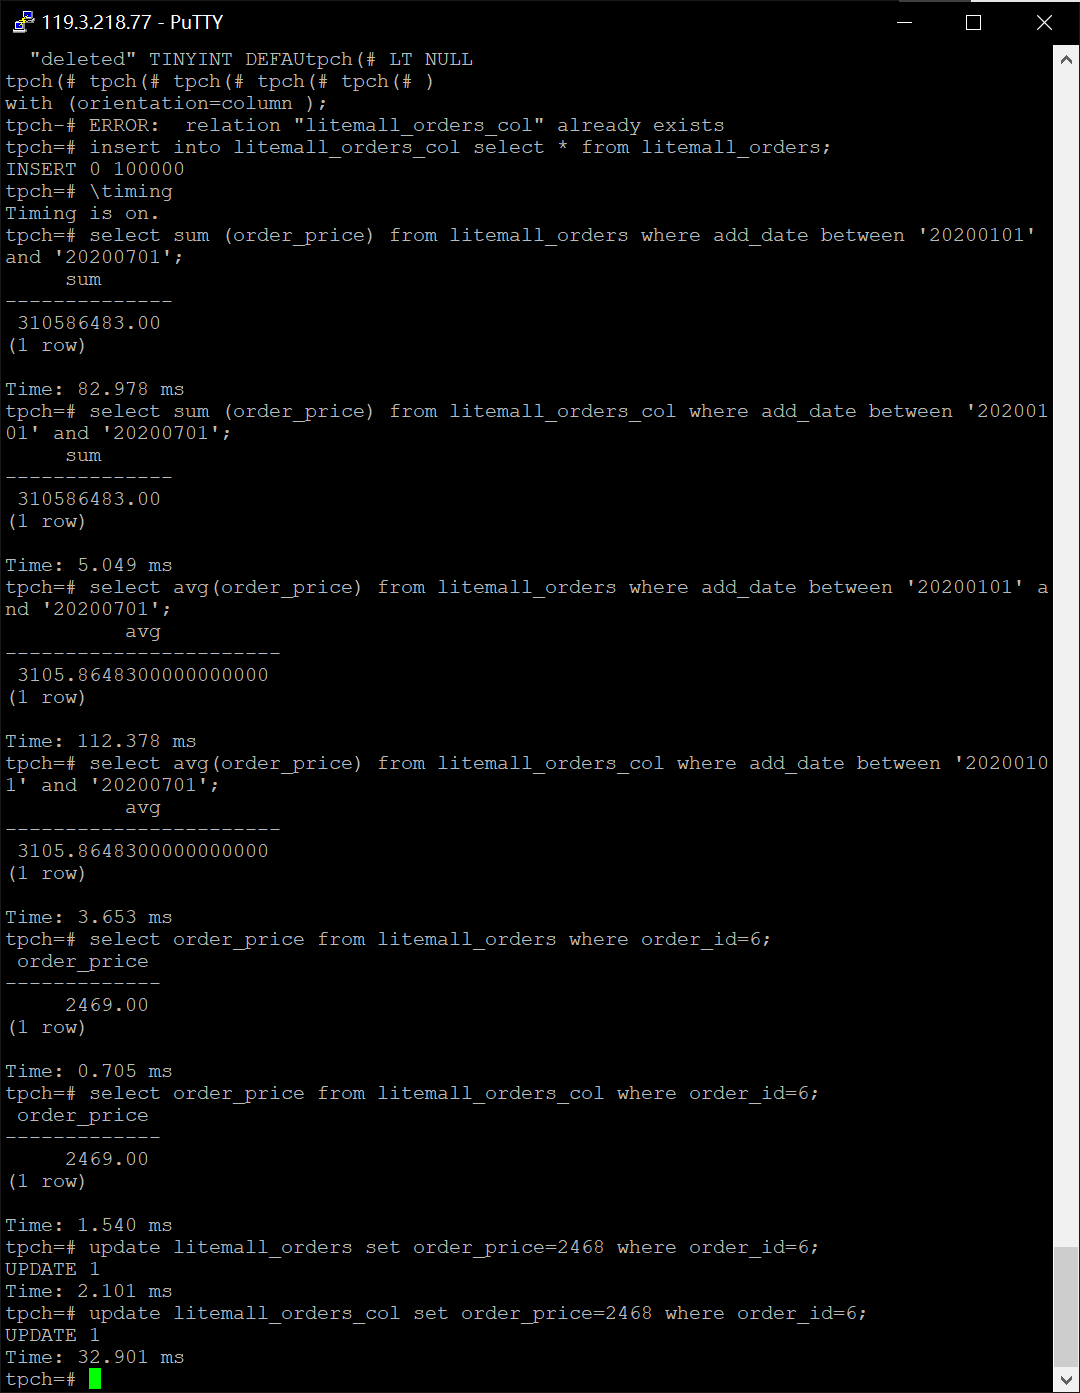 119.3.218.77 - PuTTY
"deleted" TINYINT DEFAUtpch(# LT NULL
tpch(# tpch(# tpch(# tpch(# tpch(# )
with (orientation=column );
tpch-# ERROR:  relation "litemall_orders_col" already exists
tpch=# insert into litemall_orders_col select * from litemall_orders;
INSERT 0 100000
tpch=# \timing
Timing is on.
tpch=# select sum (order_price) from litemall_orders where add_date between '20200101'
and '20200701';
sum
--------------
310586483.00
(1 row)
Time: 82.978 ms
tpch=# select sum (order_price) from litemall_orders_col where add_date between '202001
01' and '20200701';
sum
--------------
310586483.00
(1 row)
Time: 5.049 ms
tpch=# select avg(order_price) from litemall_orders where add_date between '20200101' a
nd '20200701';
avg
-----------------------
3105.8648300000000000
(1 row)
Time: 112.378 ms
tpch=# select avg(order_price) from litemall_orders_col where add_date between '2020010
1' and '20200701';
avg
-----------------------
3105.8648300000000000
(1 row)
Time: 3.653 ms
tpch=# select order_price from litemall_orders where order_id=6;
order_price
-------------
2469.00
(1 row)
Time: 0.705 ms
tpch=# select order_price from litemall_orders_col where order_id=6;
order_price
-------------
2469.00
(1 row)
Time: 1.540 ms
tpch=# update litemall_orders set order_price=2468 where order_id=6;
UPDATE 1
Time: 2.101 ms
tpch=# update litemall_orders_col set order_price=2468 where order_id=6;
UPDATE 1
Time: 32.901 ms
tpch=#